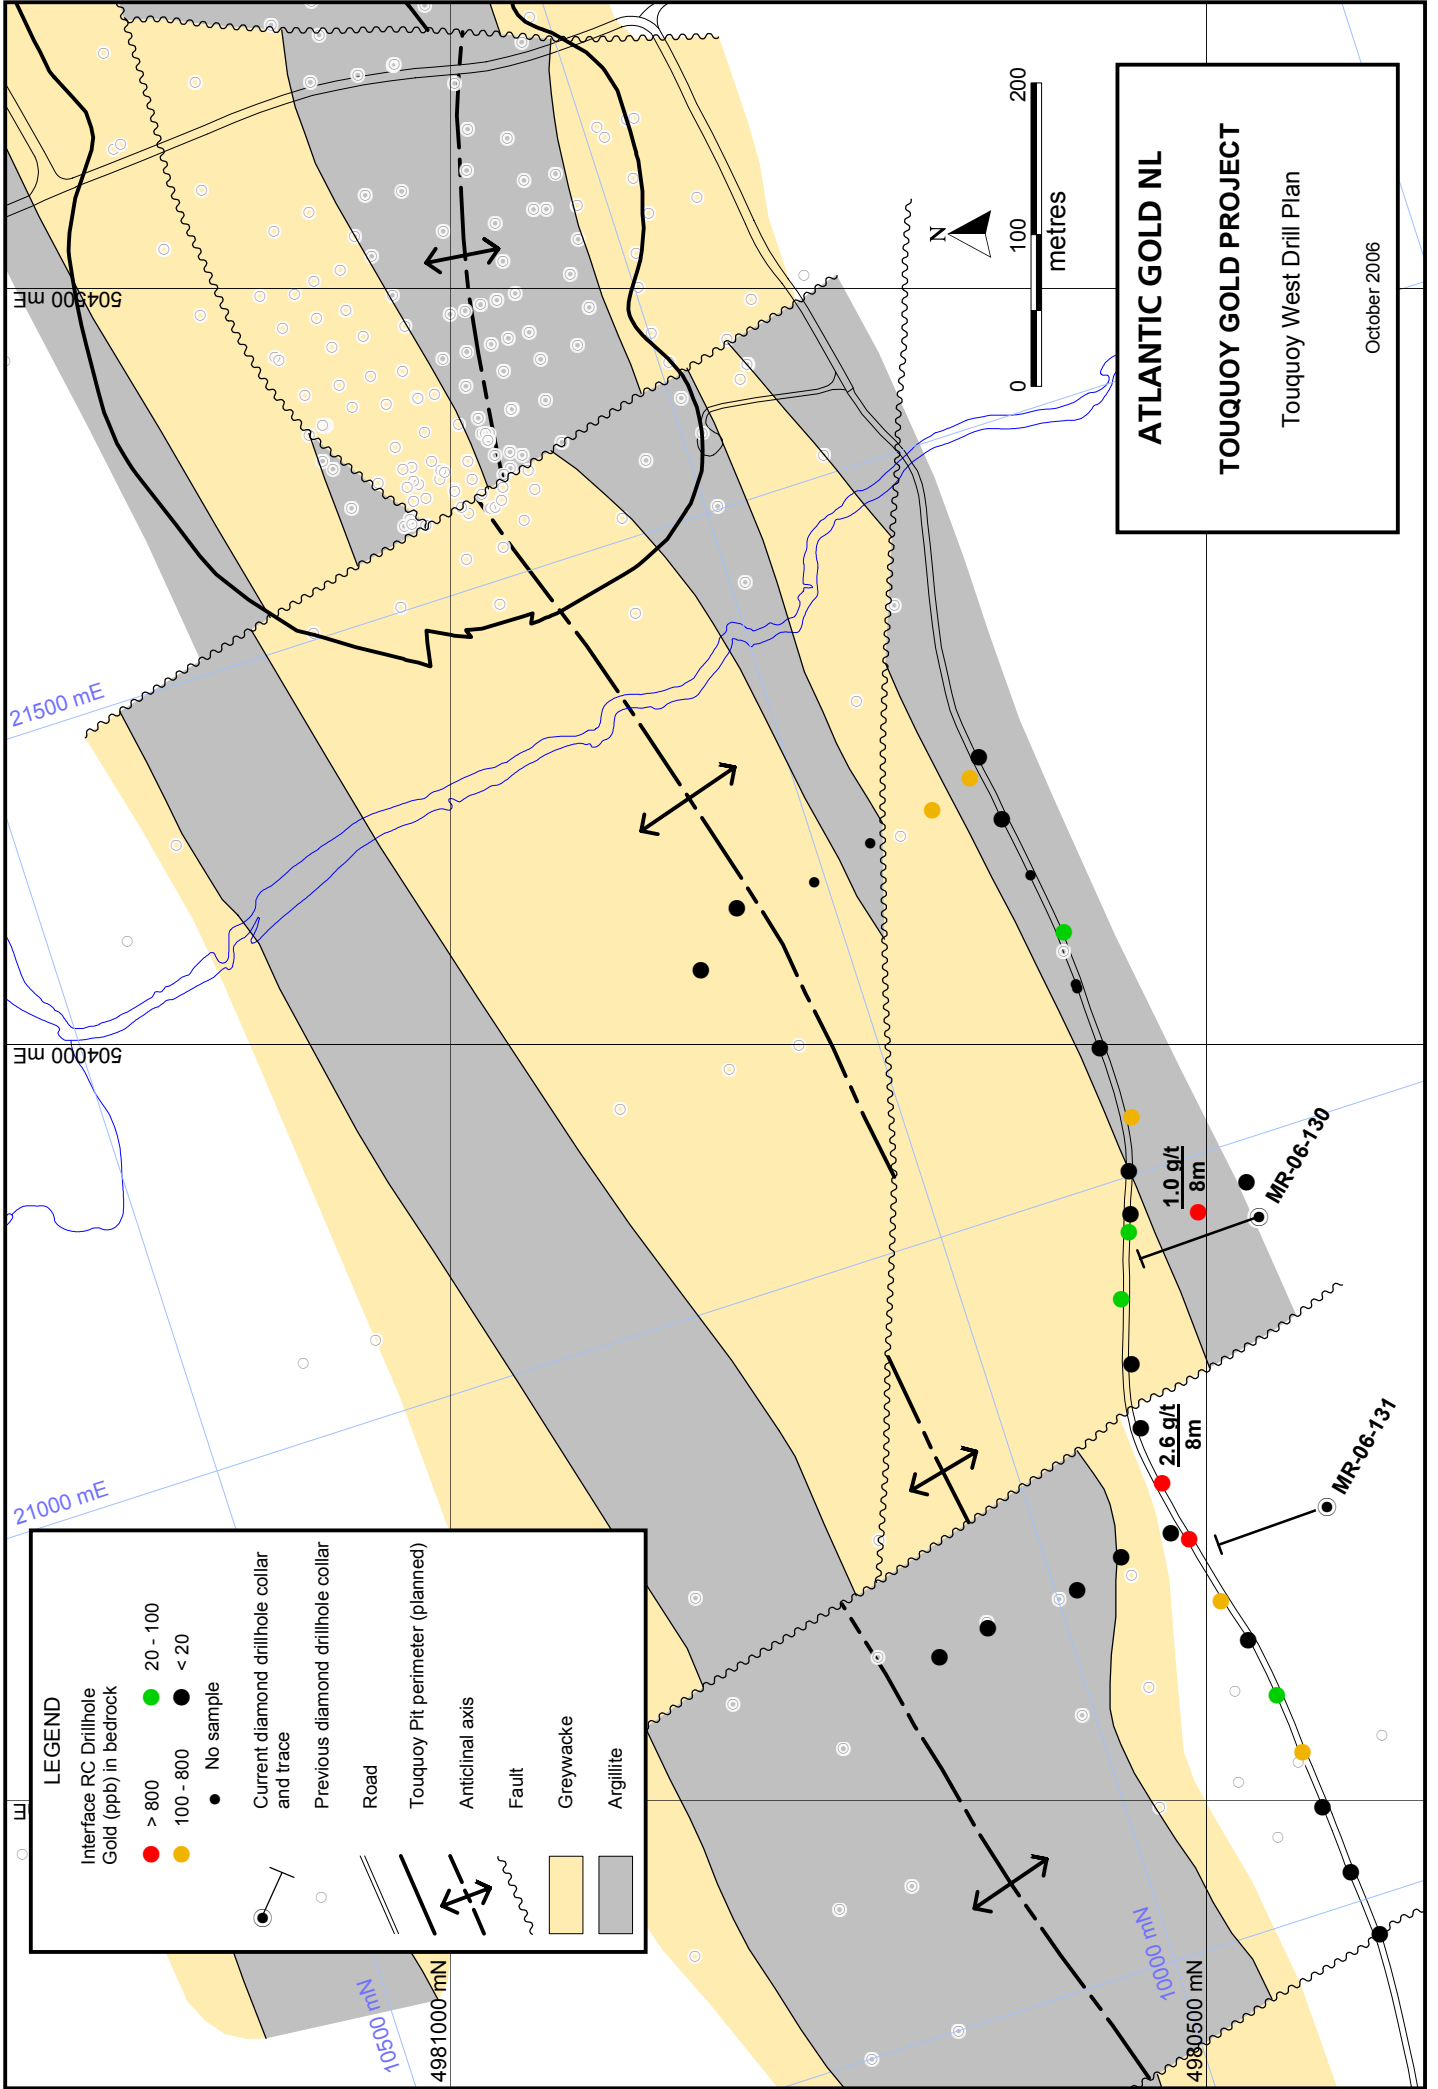 ATLANTIC GOLD NL
TOUQUOY GOLD PROJECT
Touquoy West Drill Plan
October 2006
N
0 100 200
metres
LEGEND
Interface RC Drillhole
Gold (ppb) in bedrock
> 800
20 - 100
100 - 800
< 20
No sample
Current diamond drillhole collar
and trace
Previous diamond drillhole collar
Road
Touquoy Pit perimeter (planned)
Anticlinal axis
Fault
Greywacke
Argillite
504500 mE
504000 mE
21500 mE
21000 mE
10500 mN
4981000 mN
10000 mN
4980500 mN
1.0 g/t
8m
MR-06-130
2.6 g/t
8m
MR-06-131